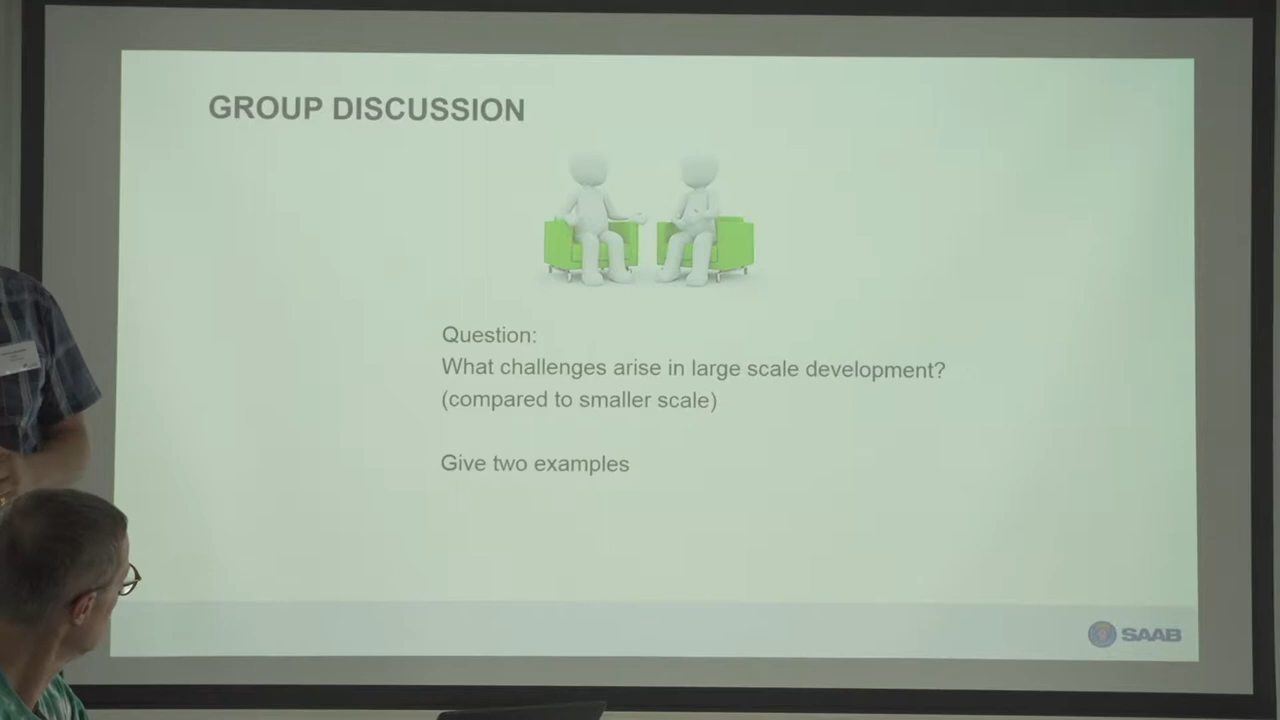 GROUP DISCUSSION
Question:
What challenges arise in large scale development?
(compared to smaller scale)
Give two examples
SAAB